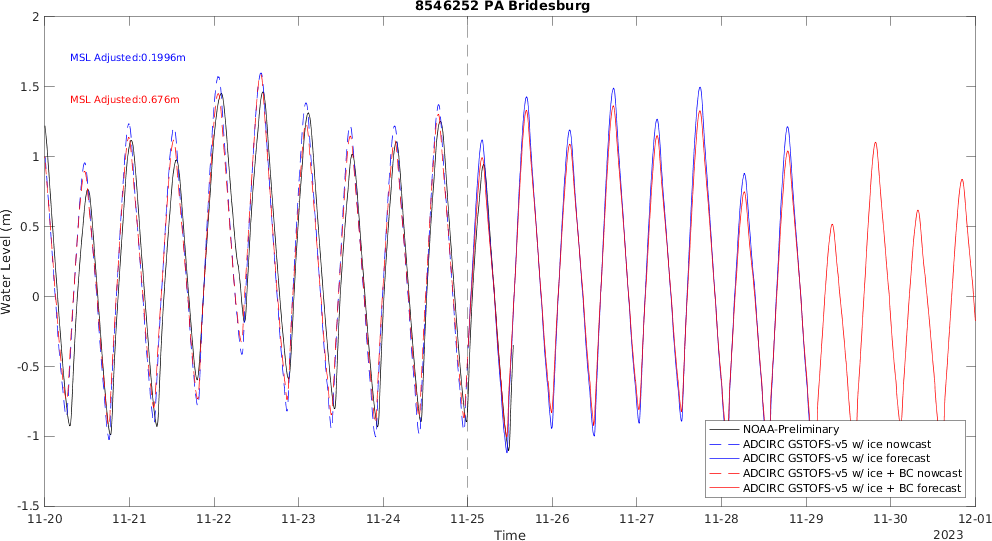 8546252 PA Bridesburg
MSL Adjusted:0.1996m
MSL Adjusted:0.676m
Water Level (m)
2
1.5
1
0.5
0
-0.5
-1
-1.5
NOAA-Preliminary
ADCIRC GSTOFS-v5 w/ ice nowcast
ADCIRC GSTOFS-v5 w/ ice forecast
ADCIRC GSTOFS-v5 w/ ice + BC nowcast
ADCIRC GSTOFS-v5 w/ ice + BC forecast
11-20 11-21 11-22 11-23 11-24 11-25 11-26 11-27 11-28 11-29 11-30 12-01
Time
2023